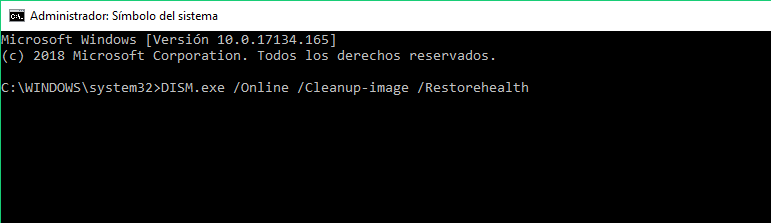 Administrador: Símbolo del sistema
Microsoft Windows [Versión 10.0.17134.165]
(c) 2018 Microsoft Corporation. Todos los derechos reservados.
C:\WINDOWS\system32>DISM.exe /Online /Cleanup-image /Restorehealth